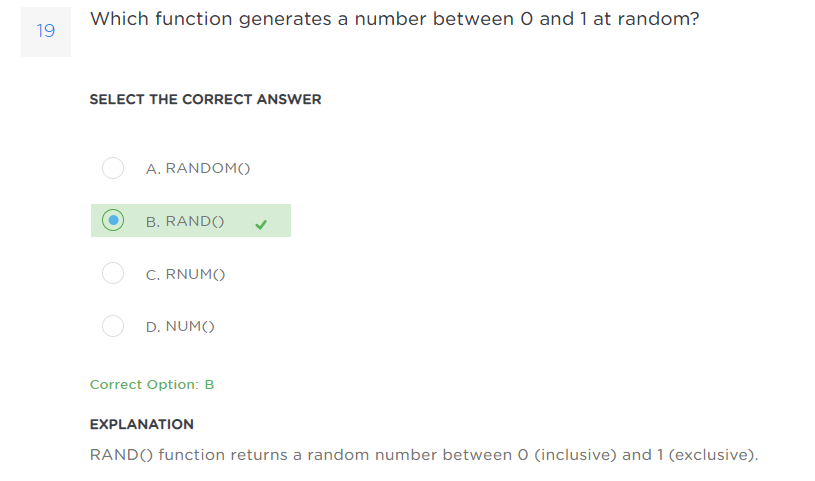 19
Which function generates a number between 0 and 1 at random?
SELECT THE CORRECT ANSWER
A. RANDOM()
B. RAND()
C. RNUM()
D. NUM()
Correct Option: B
EXPLANATION
RAND() function returns a random number between 0 (inclusive) and 1 (exclusive).